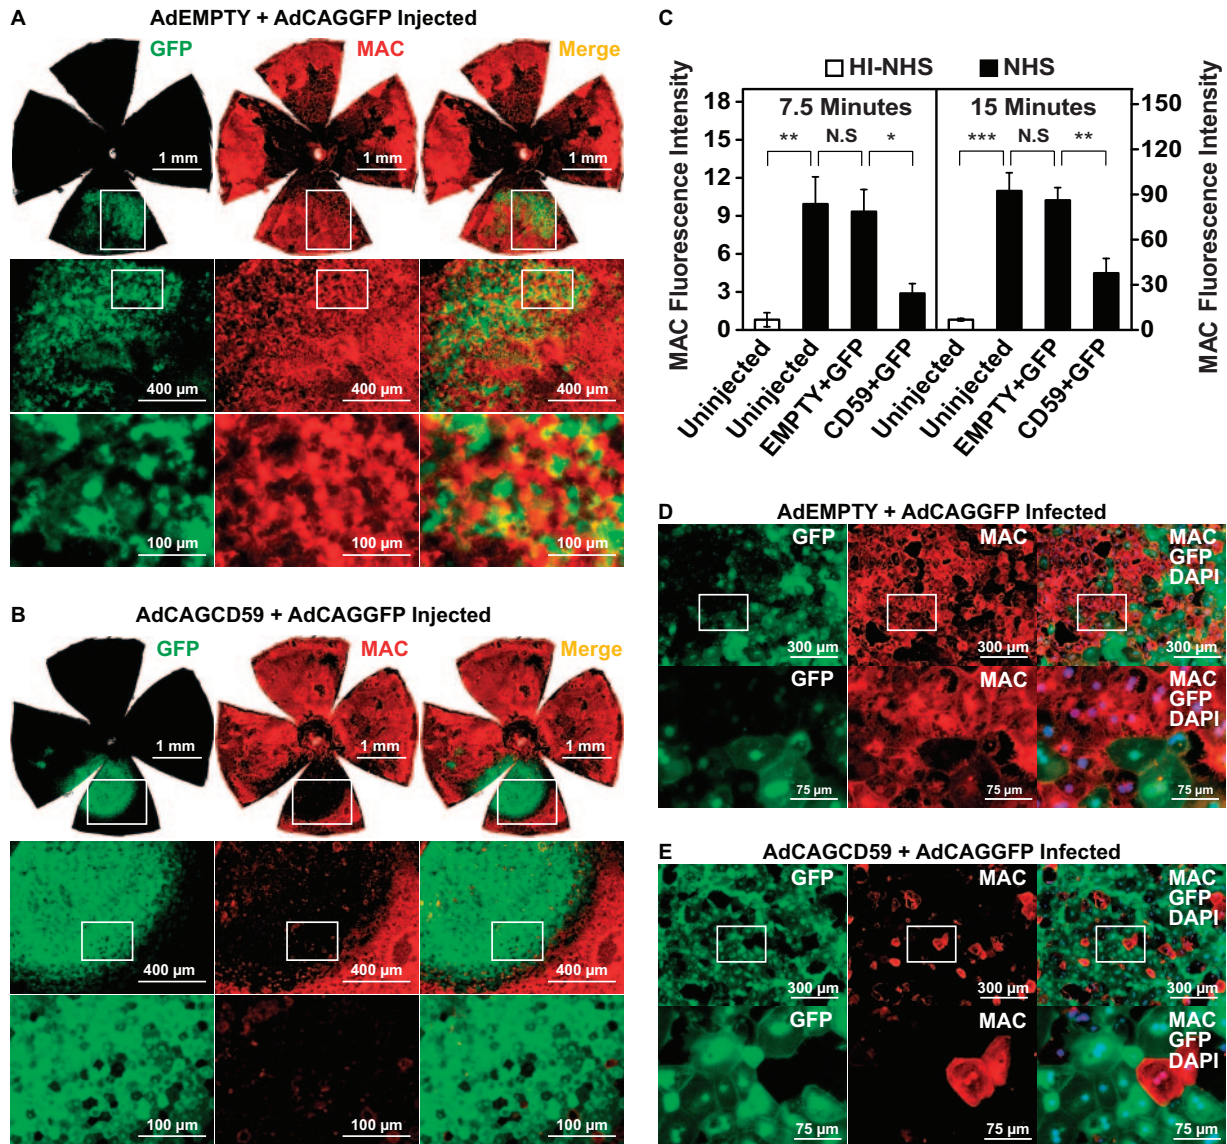 A
AdEMPTY + AdCAGGFP Injected
GFP
MAC
Merge
1 mm
1 mm
1 mm
400 µm
400 µm
400 µm
100 µm
100 µm
100 µm
B
AdCAGCD59 + AdCAGGFP Injected
GFP
MAC
Merge
1 mm
1 mm
1 mm
400 µm
400 µm
400 µm
100 µm
100 µm
100 µm
C
HI-NHS
NHS
MAC Fluorescence Intensity
18
15
12
9
6
3
0
7.5 Minutes
** N.S *
15 Minutes
*** N.S **
150
120
90
60
30
0
MAC Fluorescence Intensity
Uninjected
Uninjected
EMPTY+GFP
CD59+GFP
Uninjected
Uninjected
EMPTY+GFP
CD59+GFP
D
AdEMPTY + AdCAGGFP Infected
GFP
MAC
MAC
GFP
DAPI
300 µm
300 µm
300 µm
GFP
MAC
MAC
GFP
DAPI
75 µm
75 µm
75 µm
E
AdCAGCD59 + AdCAGGFP Infected
GFP
MAC
MAC
GFP
DAPI
300 µm
300 µm
300 µm
GFP
MAC
MAC
GFP
DAPI
75 µm
75 µm
75 µm